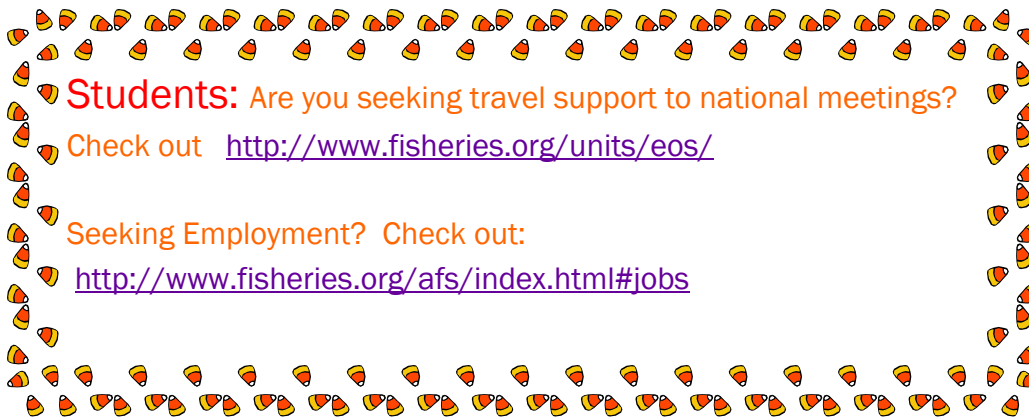 Students: Are you seeking travel support to national meetings?
Check out http://www.fisheries.org/units/eos/
Seeking Employment? Check out:
http://www.fisheries.org/afs/index.html#jobs